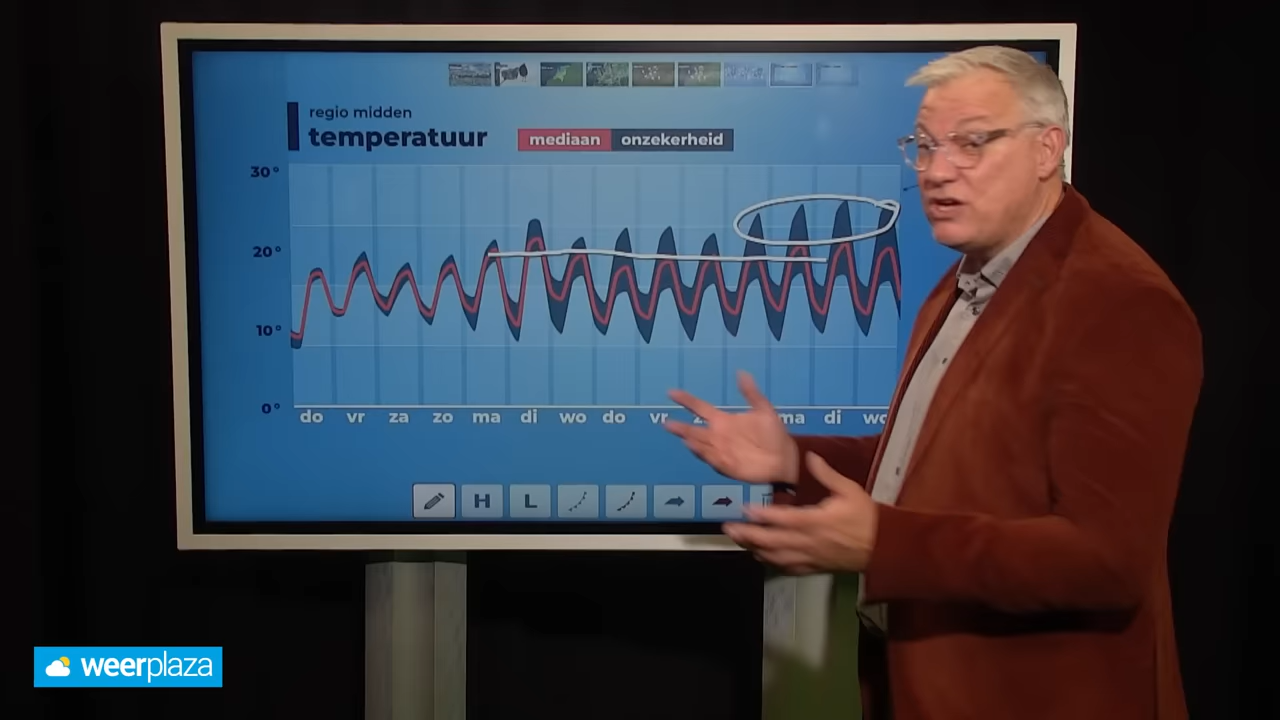 regio midden
temperatuur
mediaan onzekerheid
30°
20°
10°
0°
do vr za zo ma di wo do vr ma di wo
H L
weerplaza